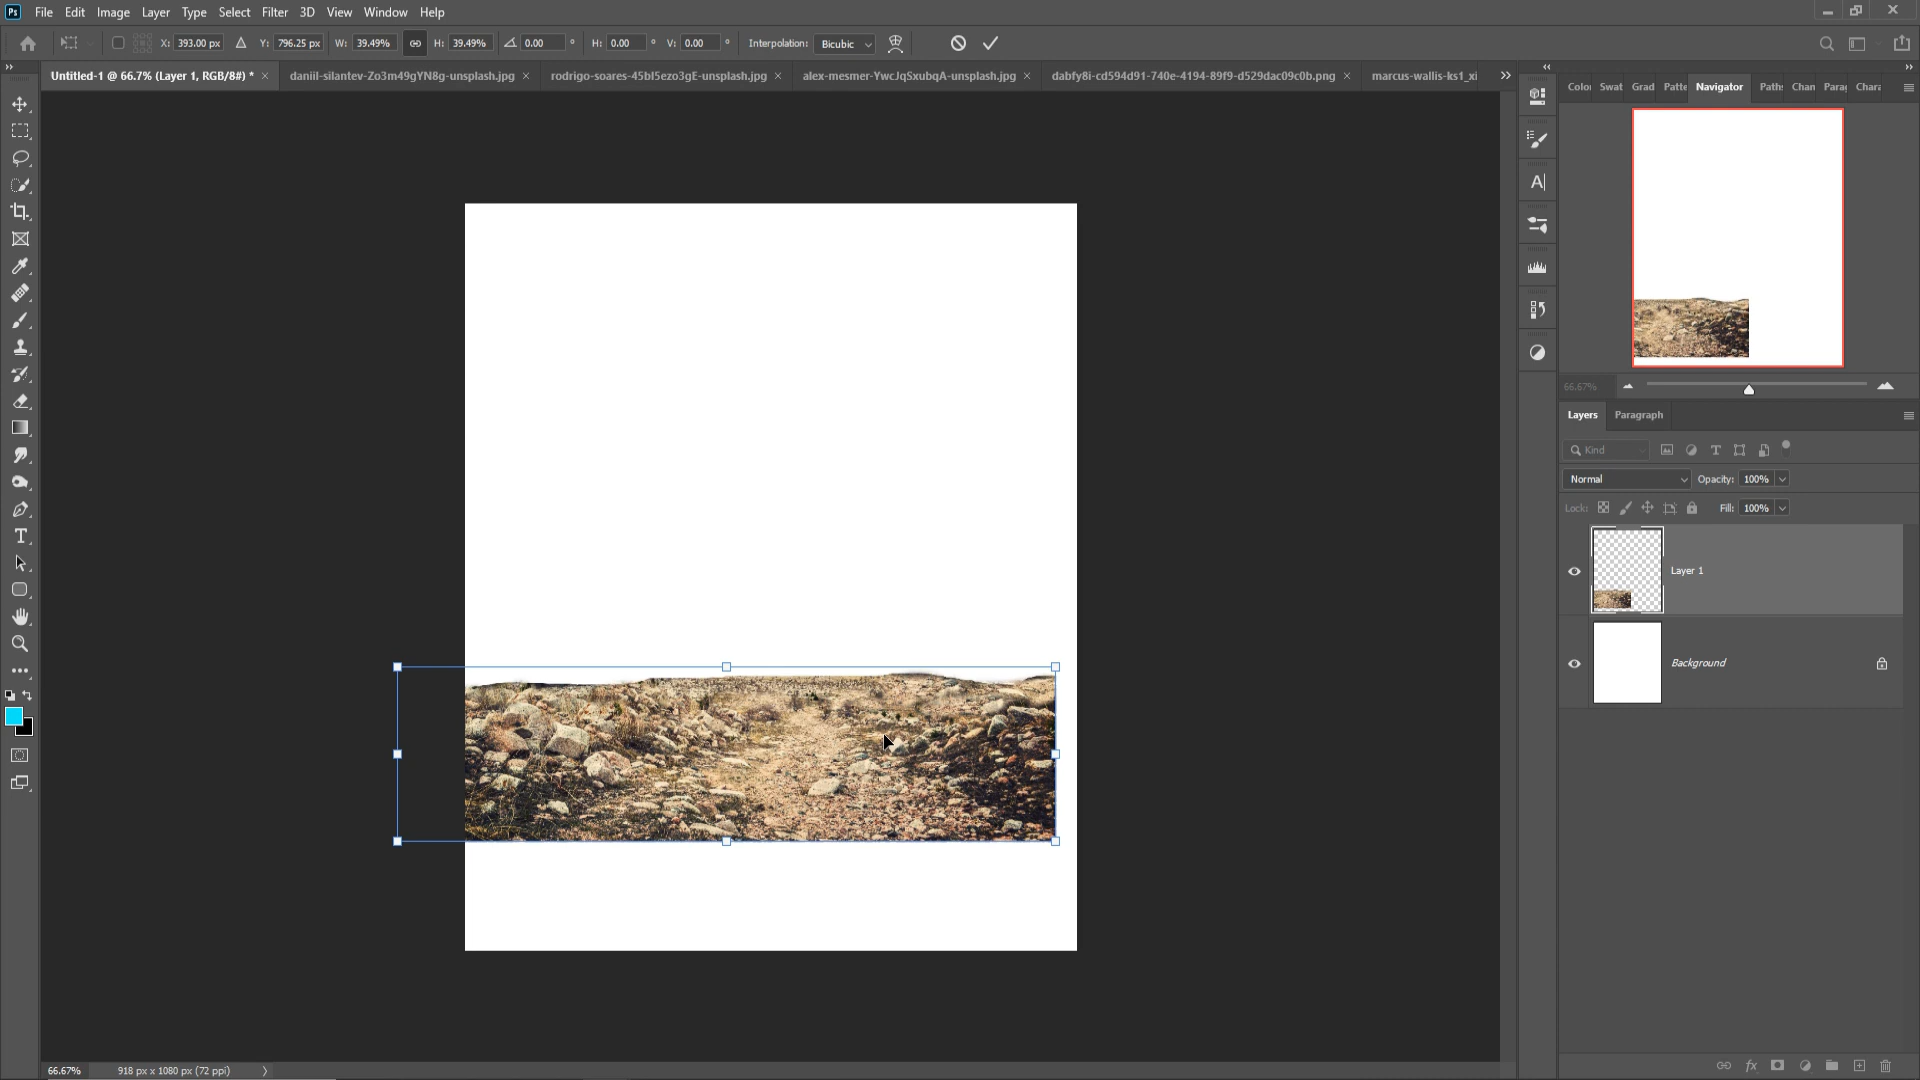 Ps File Edit Image Layer Type Select Filter 3D View Window Help
X: 393.00 px Y: 796.25 px W: 39.49% H: 39.49% 0.00 ° H: 0.00 ° V: 0.00 ° Interpolation: Bicubic
Untitled-1 @ 66.7% (Layer 1, RGB/8#) * × daniil-silantev-Zo3m49gYN8g-unsplash.jpg × rodrigo-soares-45bl5ezo3gE-unsplash.jpg × alex-mesmer-YwcJqSxubqA-unsplash.jpg × dabfy8i-cd594d91-740e-4194-89f9-d529dac09c0b.png × marcus-wallis-ks1_xi
Colo Swat Grad Patte Navigator Paths Chan Para Chara
66.67%
Layers Paragraph
Kind
Normal Opacity: 100%
Lock: Fill: 100%
Layer 1
Background
66.67% 918 px x 1080 px (72 ppi)